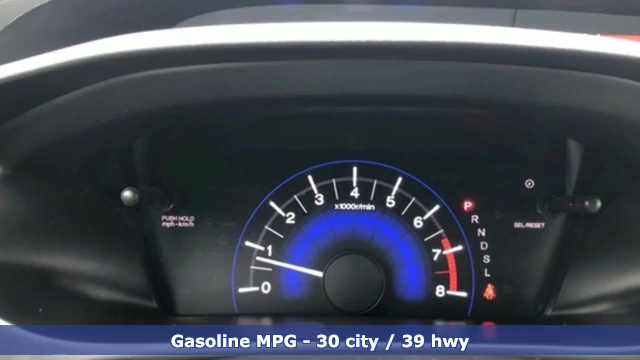 4
3 5
x1000r/min
2 6
P
R
PUSH HOLD
mph-km/h
SEL/RESET
N
1 7
D
S
L
0 8
Gasoline MPG - 30 city / 39 hwy